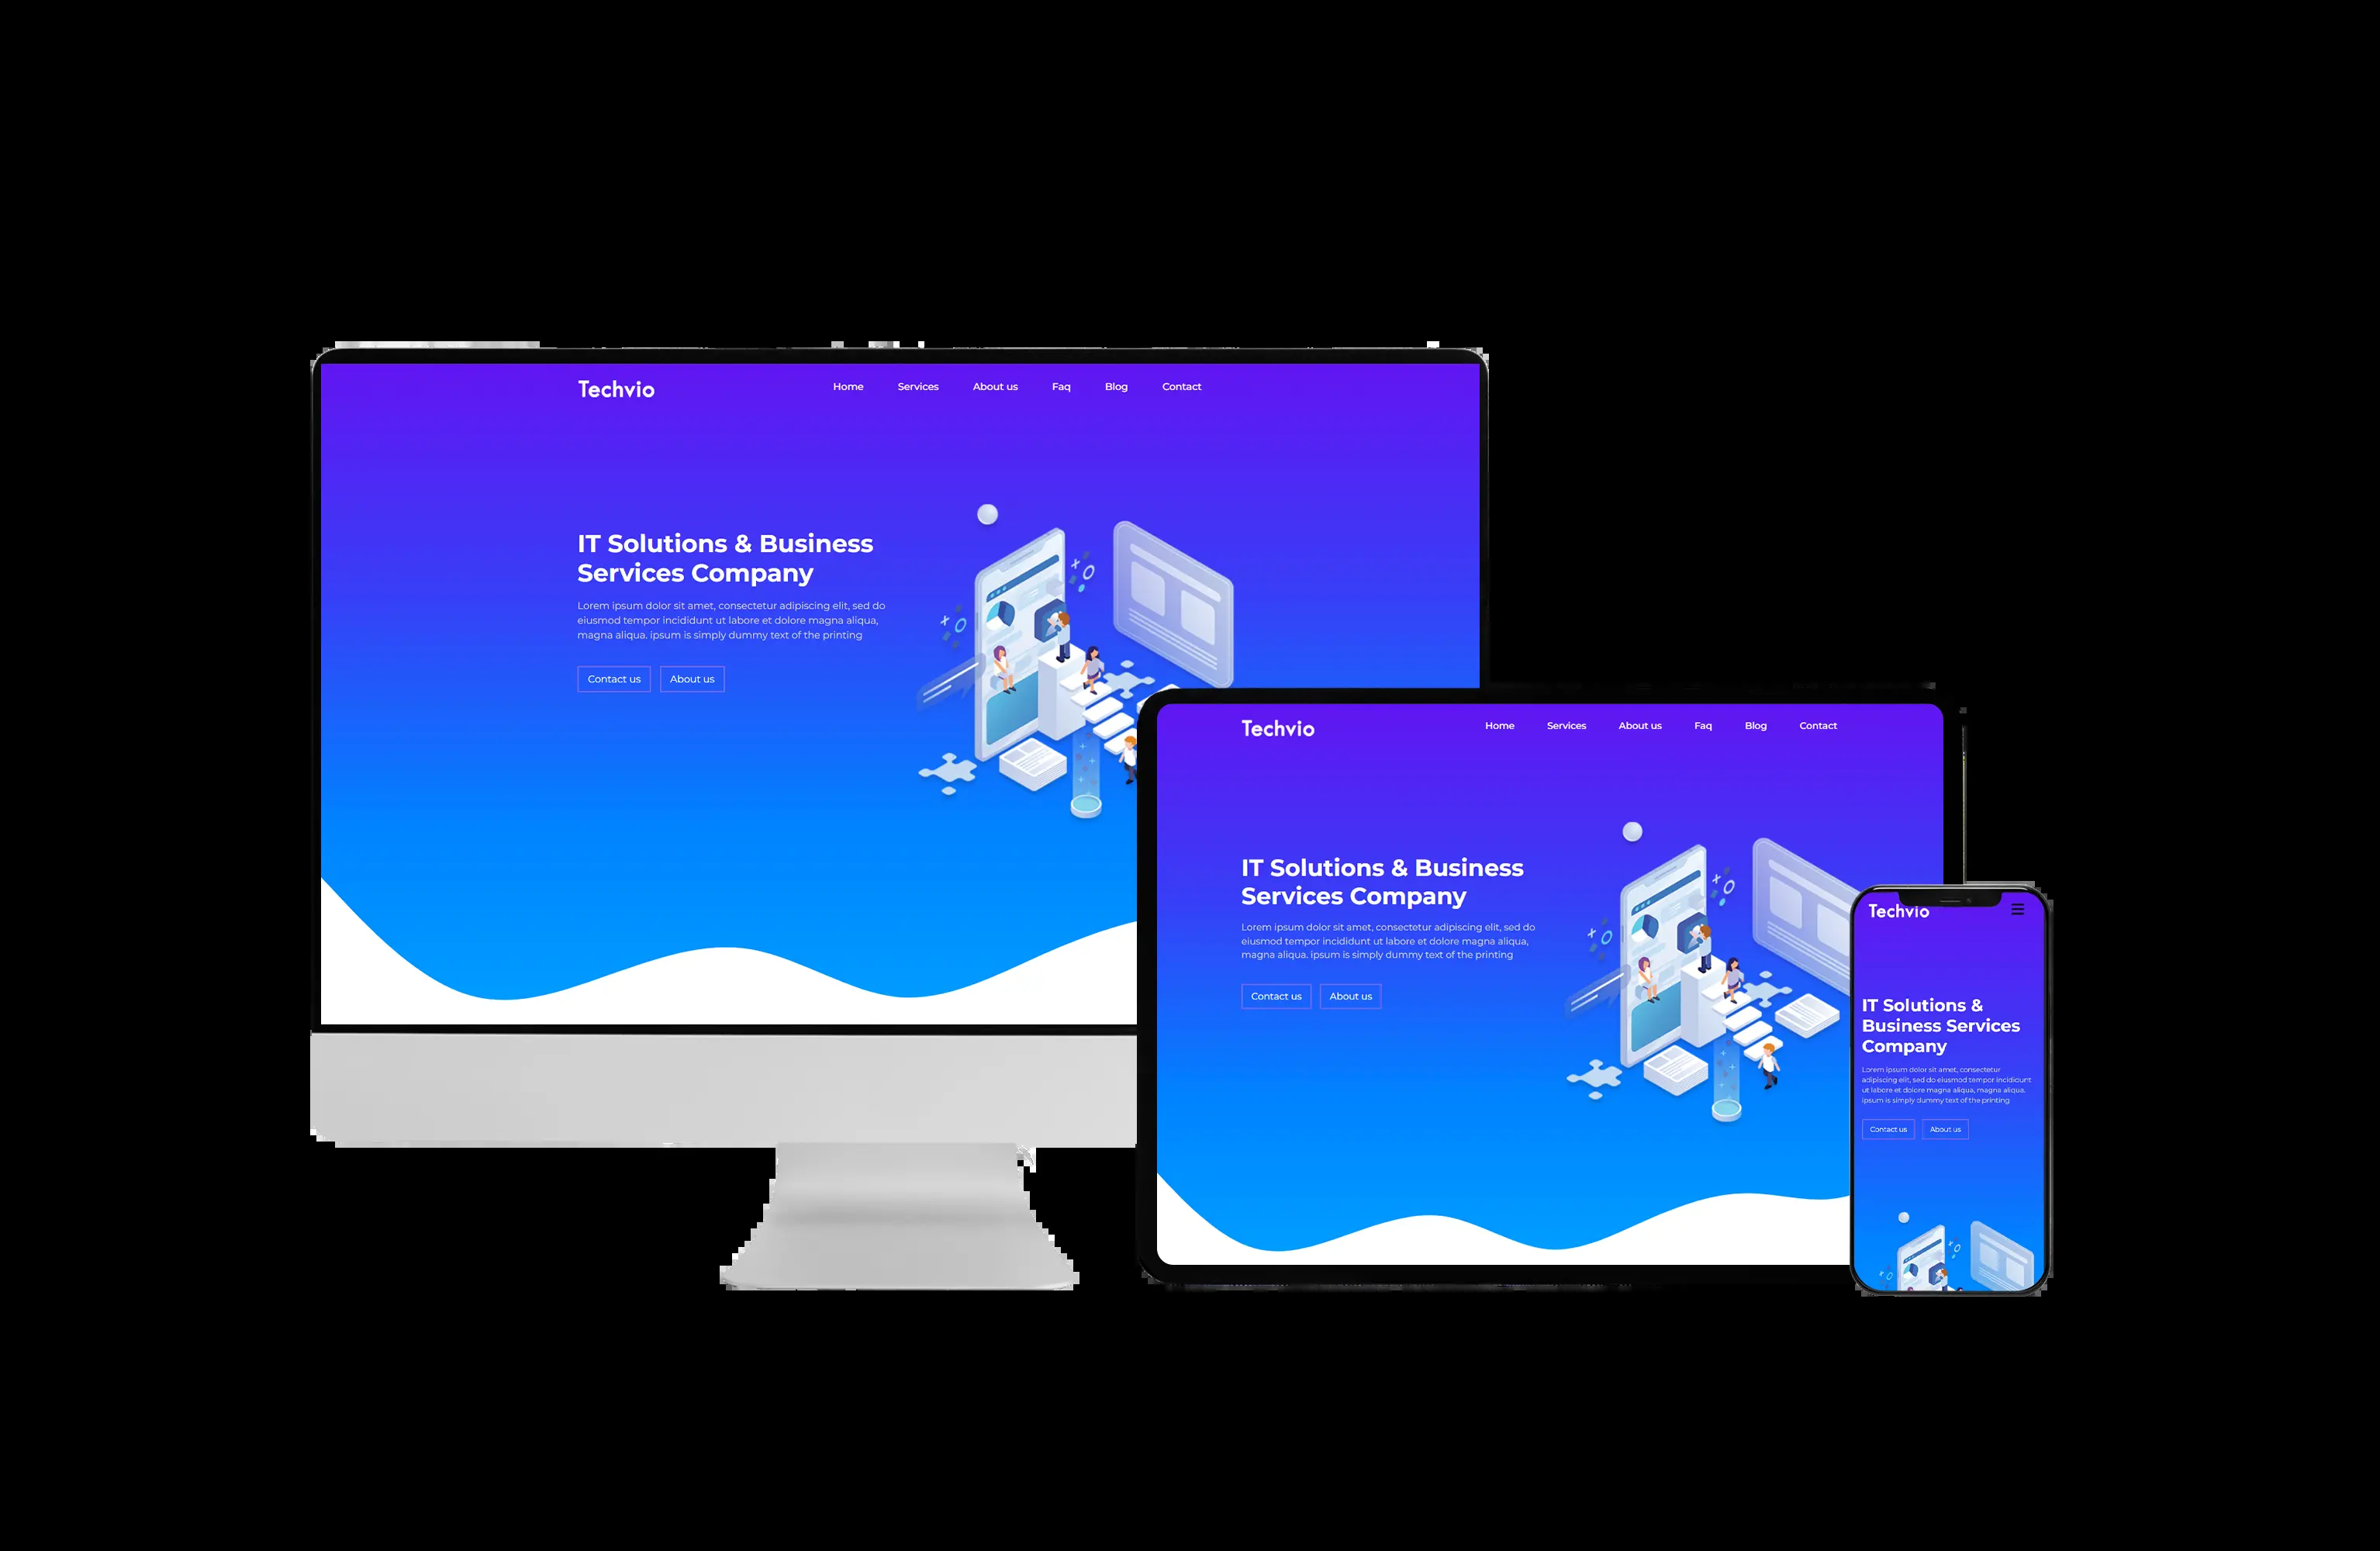 Techvio
Home Services About us Faq Blog Contact
IT Solutions & Business
Services Company
Lorem ipsum dolor sit amet, consectetur adipiscing elit, sed do
eiusmod tempor incididunt ut labore et dolore magna aliqua,
magna aliqua. ipsum is simply dummy text of the printing
Contact us About us
Techvio
Home Services About us Faq Blog Contact
IT Solutions & Business
Services Company
Lorem ipsum dolor sit amet, consectetur adipiscing elit, sed do
eiusmod tempor incididunt ut labore et dolore magna aliqua,
magna aliqua. ipsum is simply dummy text of the printing
Contact us About us
Techvio
IT Solutions &
Business Services
Company
Lorem ipsum dolor sit amet, consectetur
adipiscing elit, sed do eiusmod tempor incididunt
ut labore et dolore magna aliqua, magna aliqua.
ipsum is simply dummy text of the printing
Contact us About us